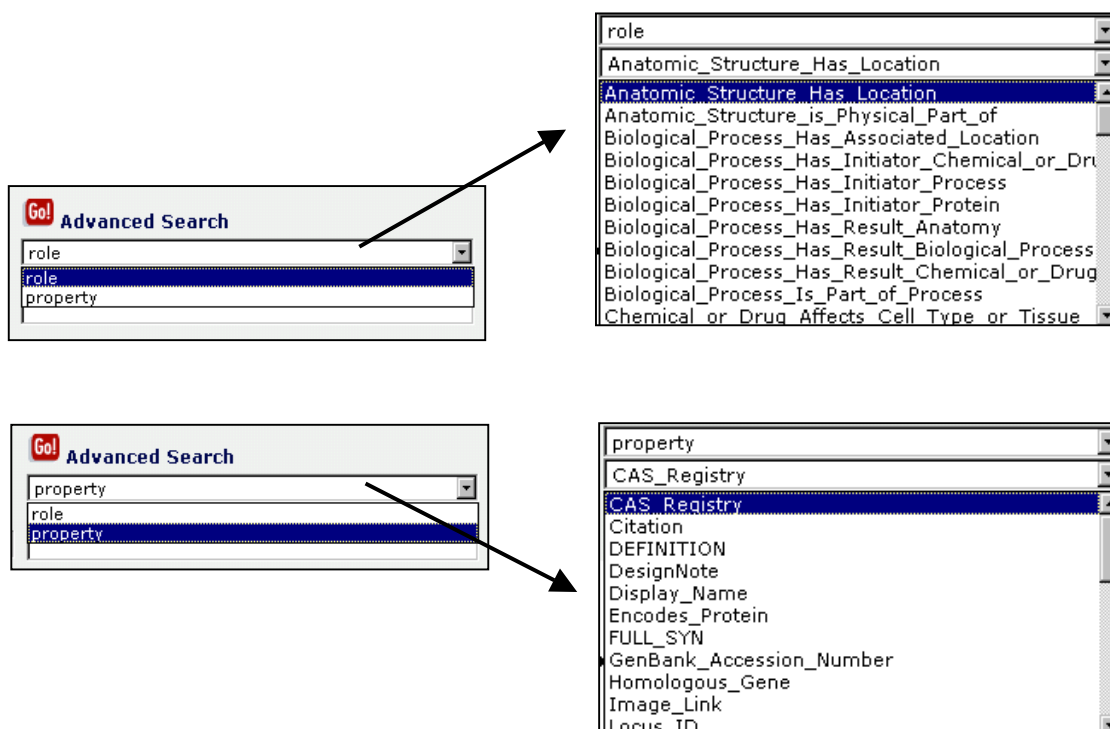 Go! Advanced Search
role
role
property
role
Anatomic_Structure_Has_Location
Anatomic_Structure_Has_Location
Anatomic_Structure_is_Physical_Part_of
Biological_Process_Has_Associated_Location
Biological_Process_Has_Initiator_Chemical_or_Dru
Biological_Process_Has_Initiator_Process
Biological_Process_Has_Initiator_Protein
Biological_Process_Has_Result_Anatomy
Biological_Process_Has_Result_Biological_Process
Biological_Process_Has_Result_Chemical_or_Drug
Biological_Process_Is_Part_of_Process
Chemical_or_Drug_Affects_Cell_Type_or_Tissue
Go! Advanced Search
property
role
property
property
CAS_Registry
CAS_Registry
Citation
DEFINITION
DesignNote
Display_Name
Encodes_Protein
FULL_SYN
GenBank_Accession_Number
Homologous_Gene
Image_Link
Locus_ID